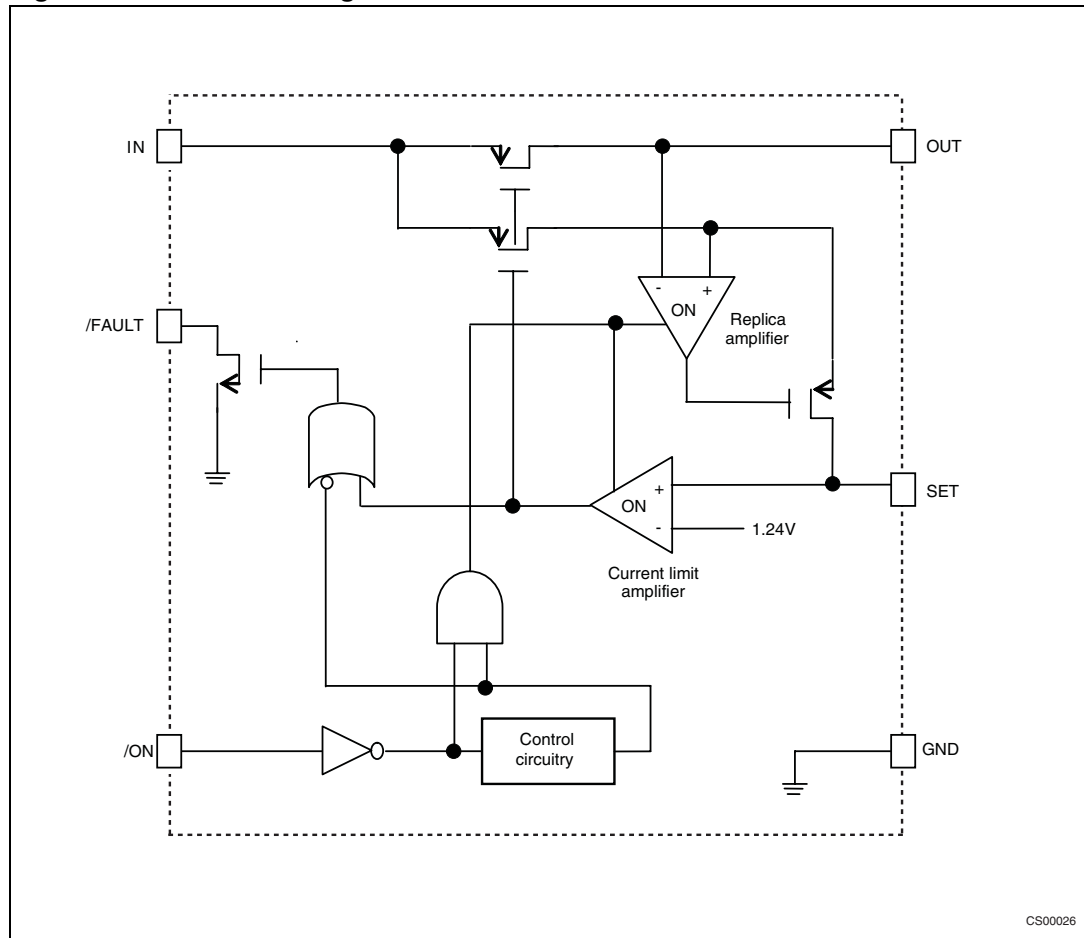 IN
OUT
- +
ON
Replica
amplifier
/FAULT
+
ON
-
1.24V
SET
Current limit
amplifier
/ON
Control
circuitry
GND
CS00026